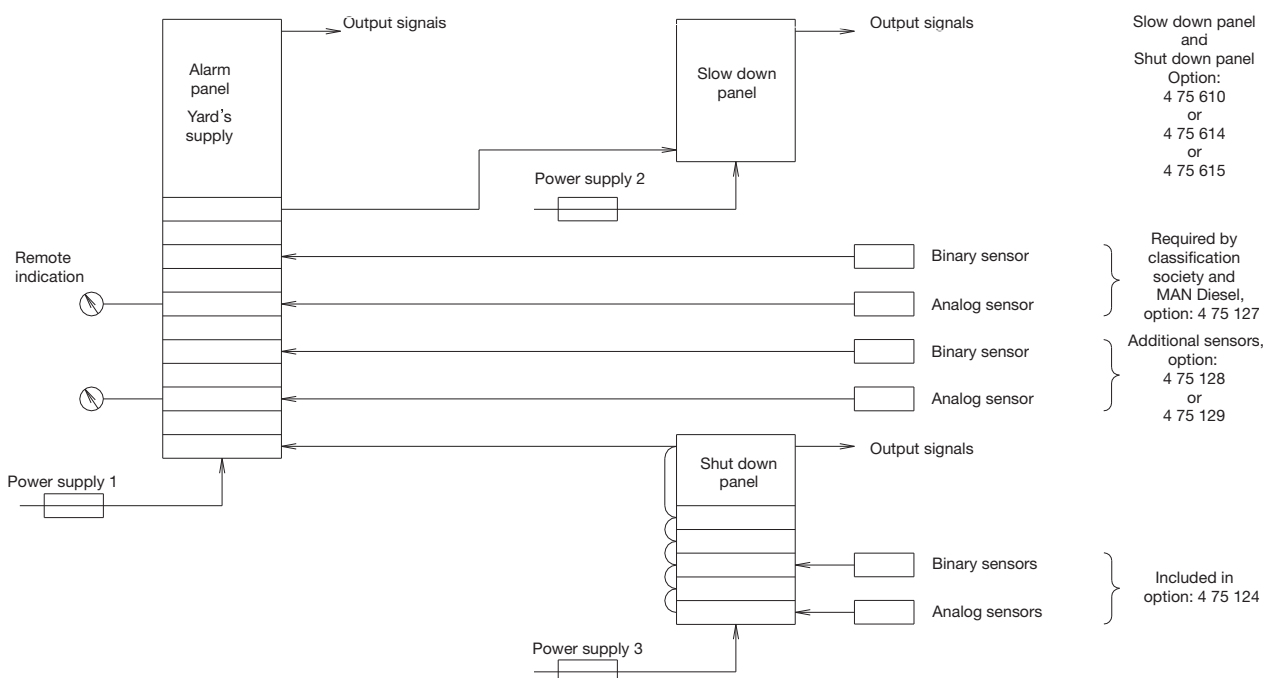 Output signals
Alarm
panel
Yard's
supply
Output signals
Slow down
panel
Slow down panel
and
Shut down panel
Option:
4 75 610
or
4 75 614
or
4 75 615
Power supply 2
Remote
indication
Binary sensor
Analog sensor
Required by
classification
society and
MAN Diesel,
option: 4 75 127
Binary sensor
Analog sensor
Additional sensors,
option:
4 75 128
or
4 75 129
Output signals
Shut down
panel
Power supply 1
Binary sensors
Analog sensors
Included in
option: 4 75 124
Power supply 3